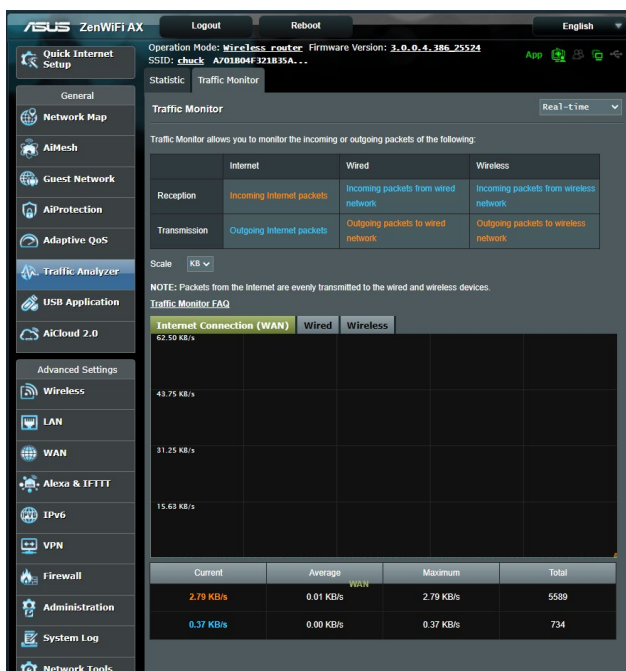 ASUS ZenWiFi AX
Logout
Reboot
English
Quick Internet
Setup
General
Network Map
AiMesh
Guest Network
AiProtection
Adaptive QoS
Traffic Analyzer
USB Application
AiCloud 2.0
Advanced Settings
Wireless
LAN
WAN
Alexa & IFTTT
IPv6
VPN
Firewall
Administration
System Log
Network Tools
Operation Mode: Wireless router Firmware Version: 3.0.0.4.386_25524
SSID: chuck A701B04F321B35A...
App
Statistic
Traffic Monitor
Traffic Monitor
Real-time
Traffic Monitor allows you to monitor the incoming or outgoing packets of the following:
Internet
Wired
Wireless
Reception
Incoming Internet packets
Incoming packets from wired
network
Incoming packets from wireless
network
Transmission
Outgoing Internet packets
Outgoing packets to wired
network
Outgoing packets to wireless
network
Scale
KB
NOTE: Packets from the Internet are evenly transmitted to the wired and wireless devices.
Traffic Monitor FAQ
Internet Connection (WAN)
Wired
Wireless
62.50 KB/s
43.75 KB/s
31.25 KB/s
15.63 KB/s
Current
Average
Maximum
Total
WAN
2.79 KB/s
0.01 KB/s
2.79 KB/s
5589
0.37 KB/s
0.00 KB/s
0.37 KB/s
734